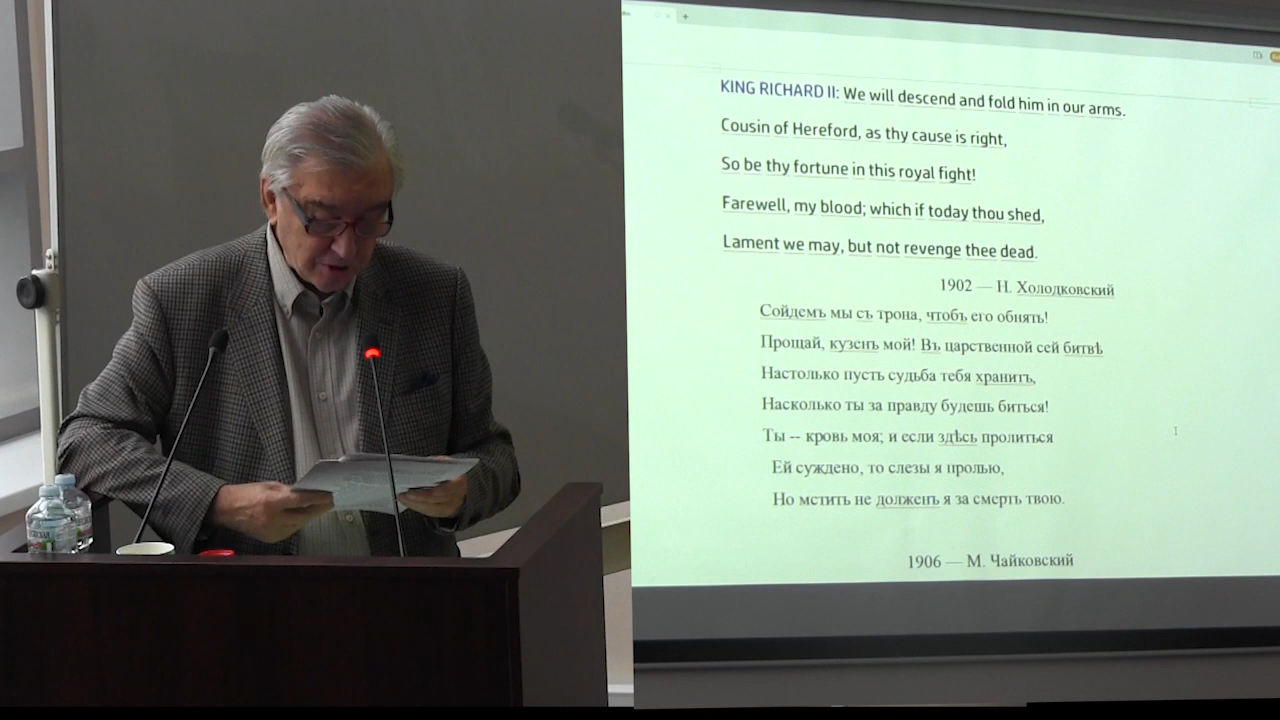 KING RICHARD II: We will descend and fold him in our arms.
Cousin of Hereford, as thy cause is right,
So be thy fortune in this royal fight!
Farewell, my blood; which if today thou shed,
Lament we may, but not revenge thee dead.
1902 — Н. Холодковский
Сойдемъ мы съ трона, чтобъ его обнять!
Прощай, кузенъ мой! Въ царственной сей битвѣ
Настолько пусть судьба тебя хранитъ,
Насколько ты за правду будешь биться!
Ты -- кровь моя; и если здѣсь пролиться
Ей суждено, то слезы я пролью,
Но мстить не долженъ я за смерть твою.
1906 — М. Чайковский